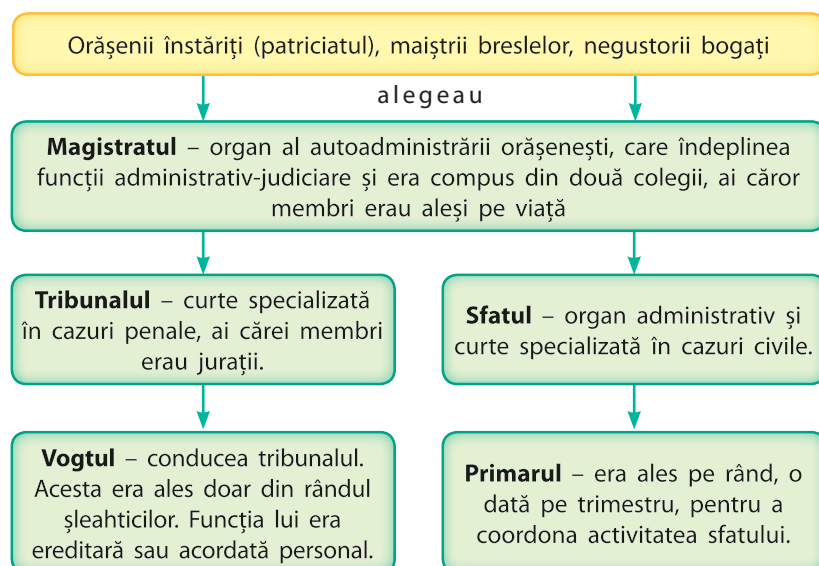 Orășenii înstăriți (patriciatul), maiștrii breslelor, negustorii bogați
alegeau
Magistratul – organ al autoadministrării orășenești, care îndeplinea
funcții administrativ-judiciare și era compus din două colegii, ai căror
membri erau aleși pe viață
Tribunalul – curte specializată
în cazuri penale, ai cărei membri
erau jurații.
Sfatul – organ administrativ și
curte specializată în cazuri civile.
Vogtul – conducea tribunalul.
Acesta era ales doar din rândul
șleahticilor. Funcția lui era
ereditară sau acordată personal.
Primarul – era ales pe rând, o
dată pe trimestru, pentru a
coordona activitatea sfatului.